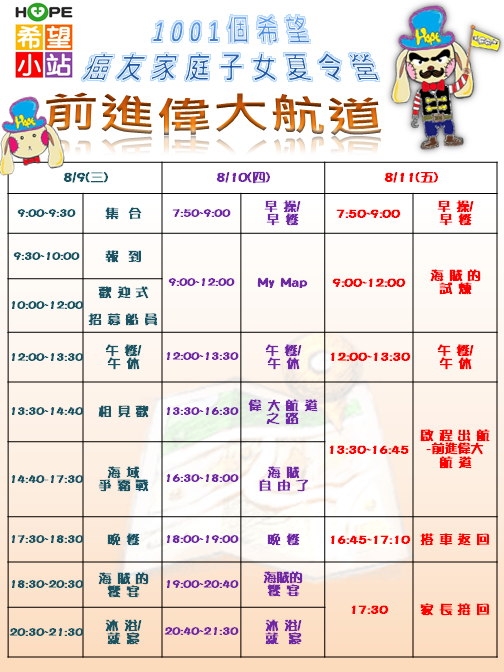 HOPE
希望
小站
1001個希望
癌友家庭子女夏令營
前進偉大航道
8/9(三)
8/10(四)
8/11(五)
9:00~9:30
集合
7:50~9:00
早操/
早餐
7:50~9:00
早操/
早餐
9:30~10:00
報到
9:00~12:00
My Map
9:00~12:00
海賊的
試煉
10:00~12:00
歡迎式
招募船員
12:00~13:30
午餐/
午休
12:00~13:30
午餐/
午休
12:00~13:30
午餐/
午休
13:30~14:40
相見歡
13:30~16:30
偉大航道
之路
13:30~16:45
啟程出航
-前進偉大
航道
14:40~17:30
海域
爭霸戰
16:30~18:00
海賊
自由了
17:30~18:30
晚餐
18:00~19:00
晚餐
16:45~17:10
搭車返回
18:30~20:30
海賊的
饗宴
19:00~20:40
海賊的
饗宴
17:30
家長陪回
20:30~21:30
沐浴/
就寢
20:40~21:30
沐浴/
就寢